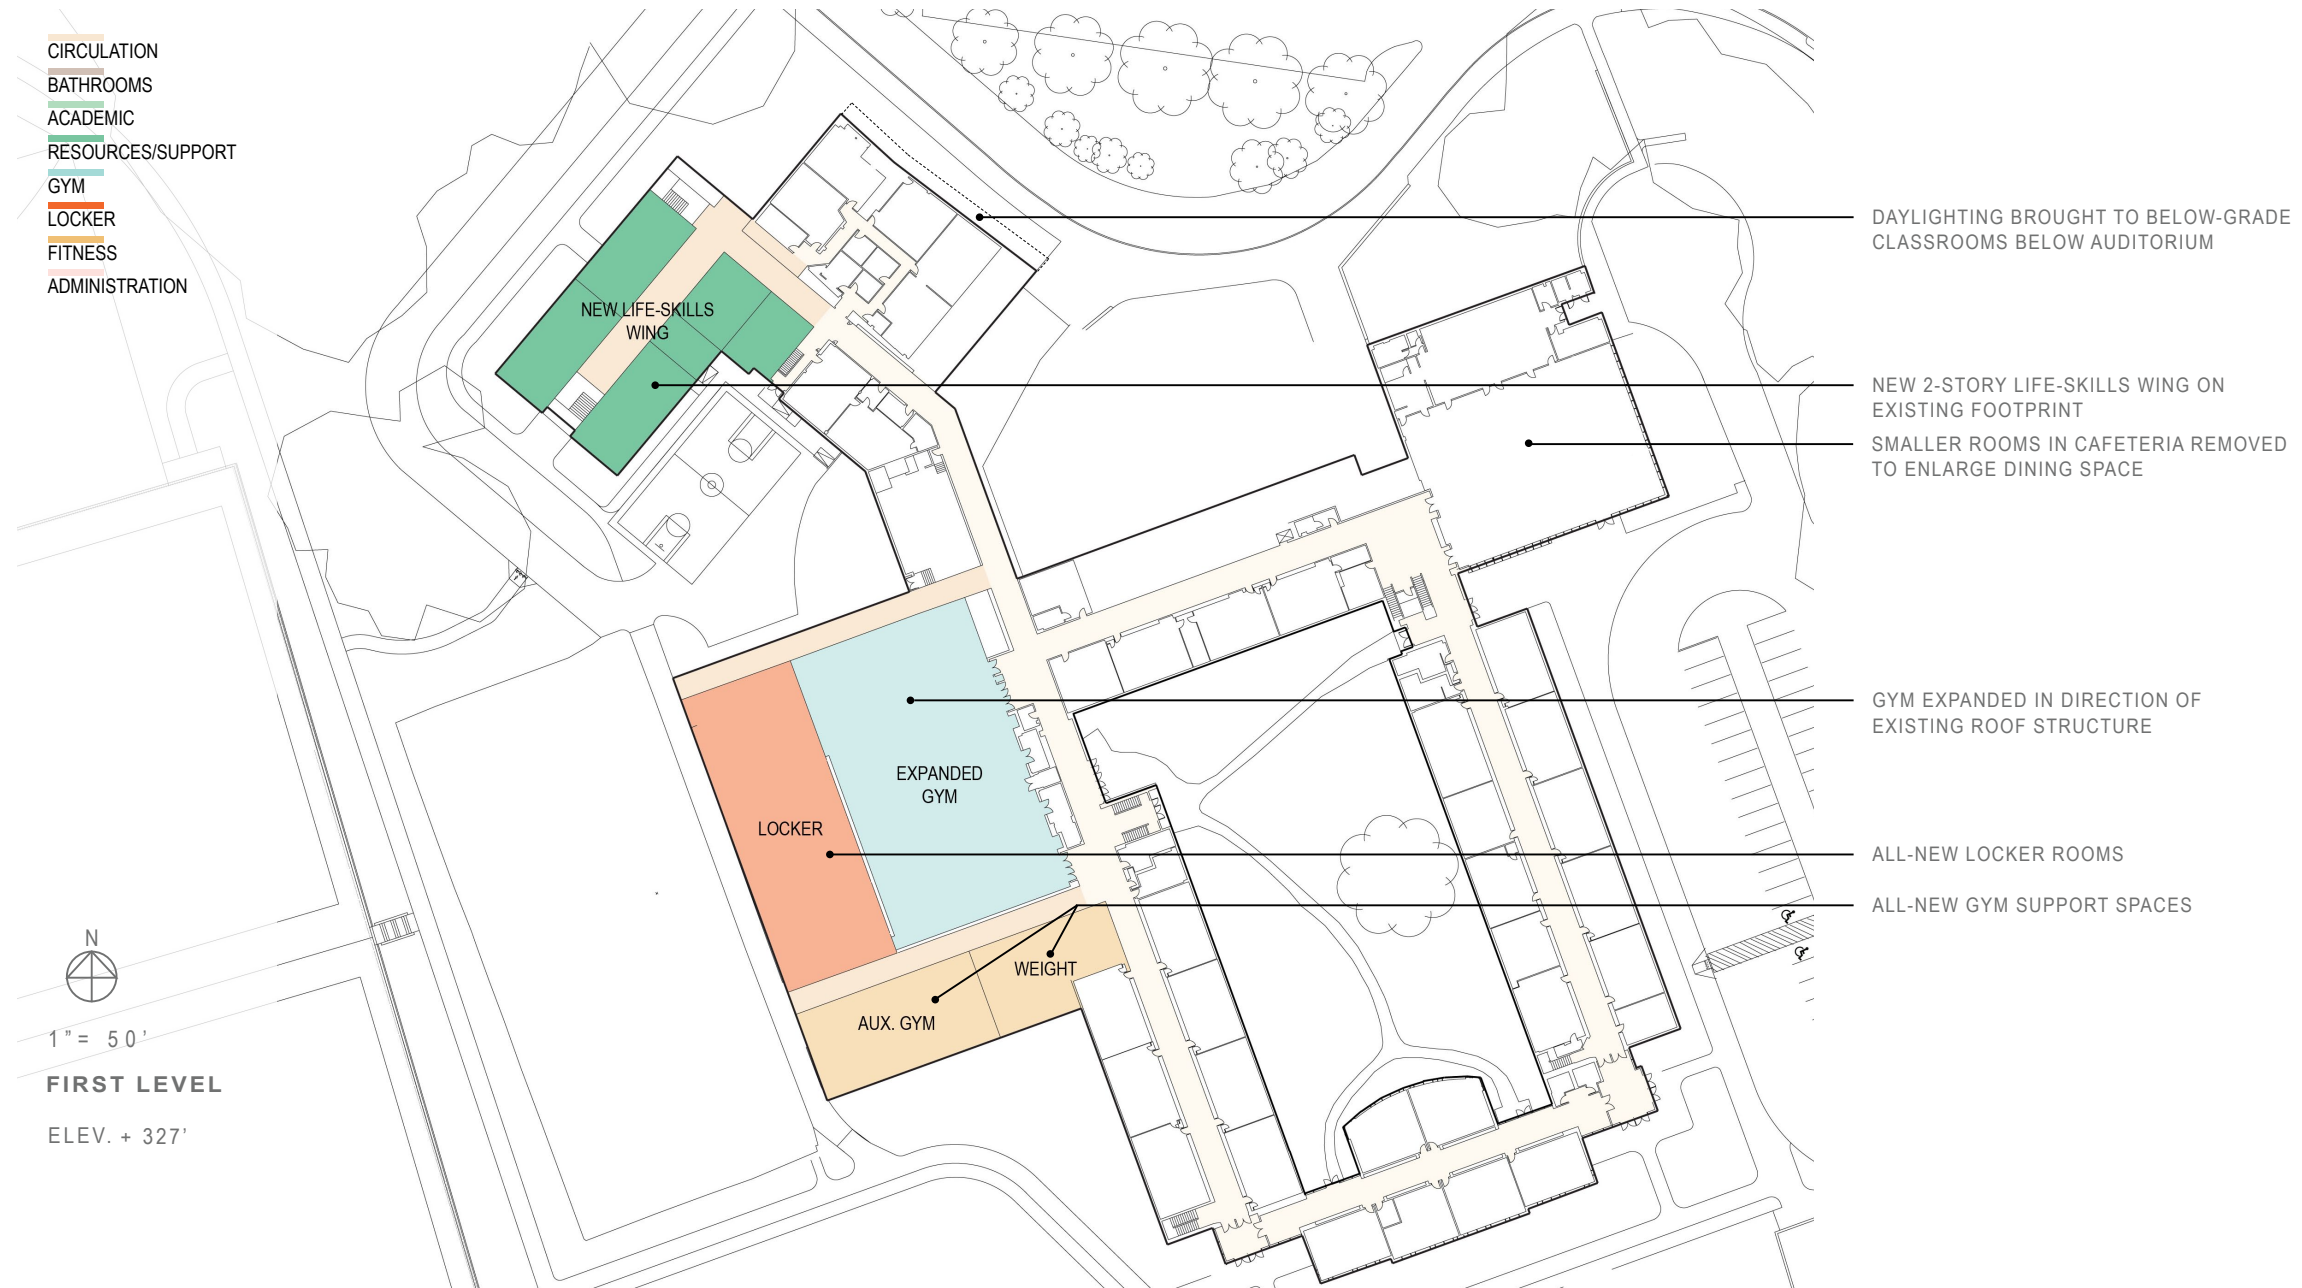 CIRCULATION
BATHROOMS
ACADEMIC
RESOURCES/SUPPORT
GYM
LOCKER
FITNESS
ADMINISTRATION
DAYLIGHTING BROUGHT TO BELOW-GRADE
CLASSROOMS BELOW AUDITORIUM
NEW LIFE-SKILLS
WING
NEW 2-STORY LIFE-SKILLS WING ON
EXISTING FOOTPRINT
SMALLER ROOMS IN CAFETERIA REMOVED
TO ENLARGE DINING SPACE
GYM EXPANDED IN DIRECTION OF
EXISTING ROOF STRUCTURE
EXPANDED
GYM
LOCKER
ALL-NEW LOCKER ROOMS
ALL-NEW GYM SUPPORT SPACES
WEIGHT
AUX. GYM
N
1”= 50’
FIRST LEVEL
ELEV. + 327’